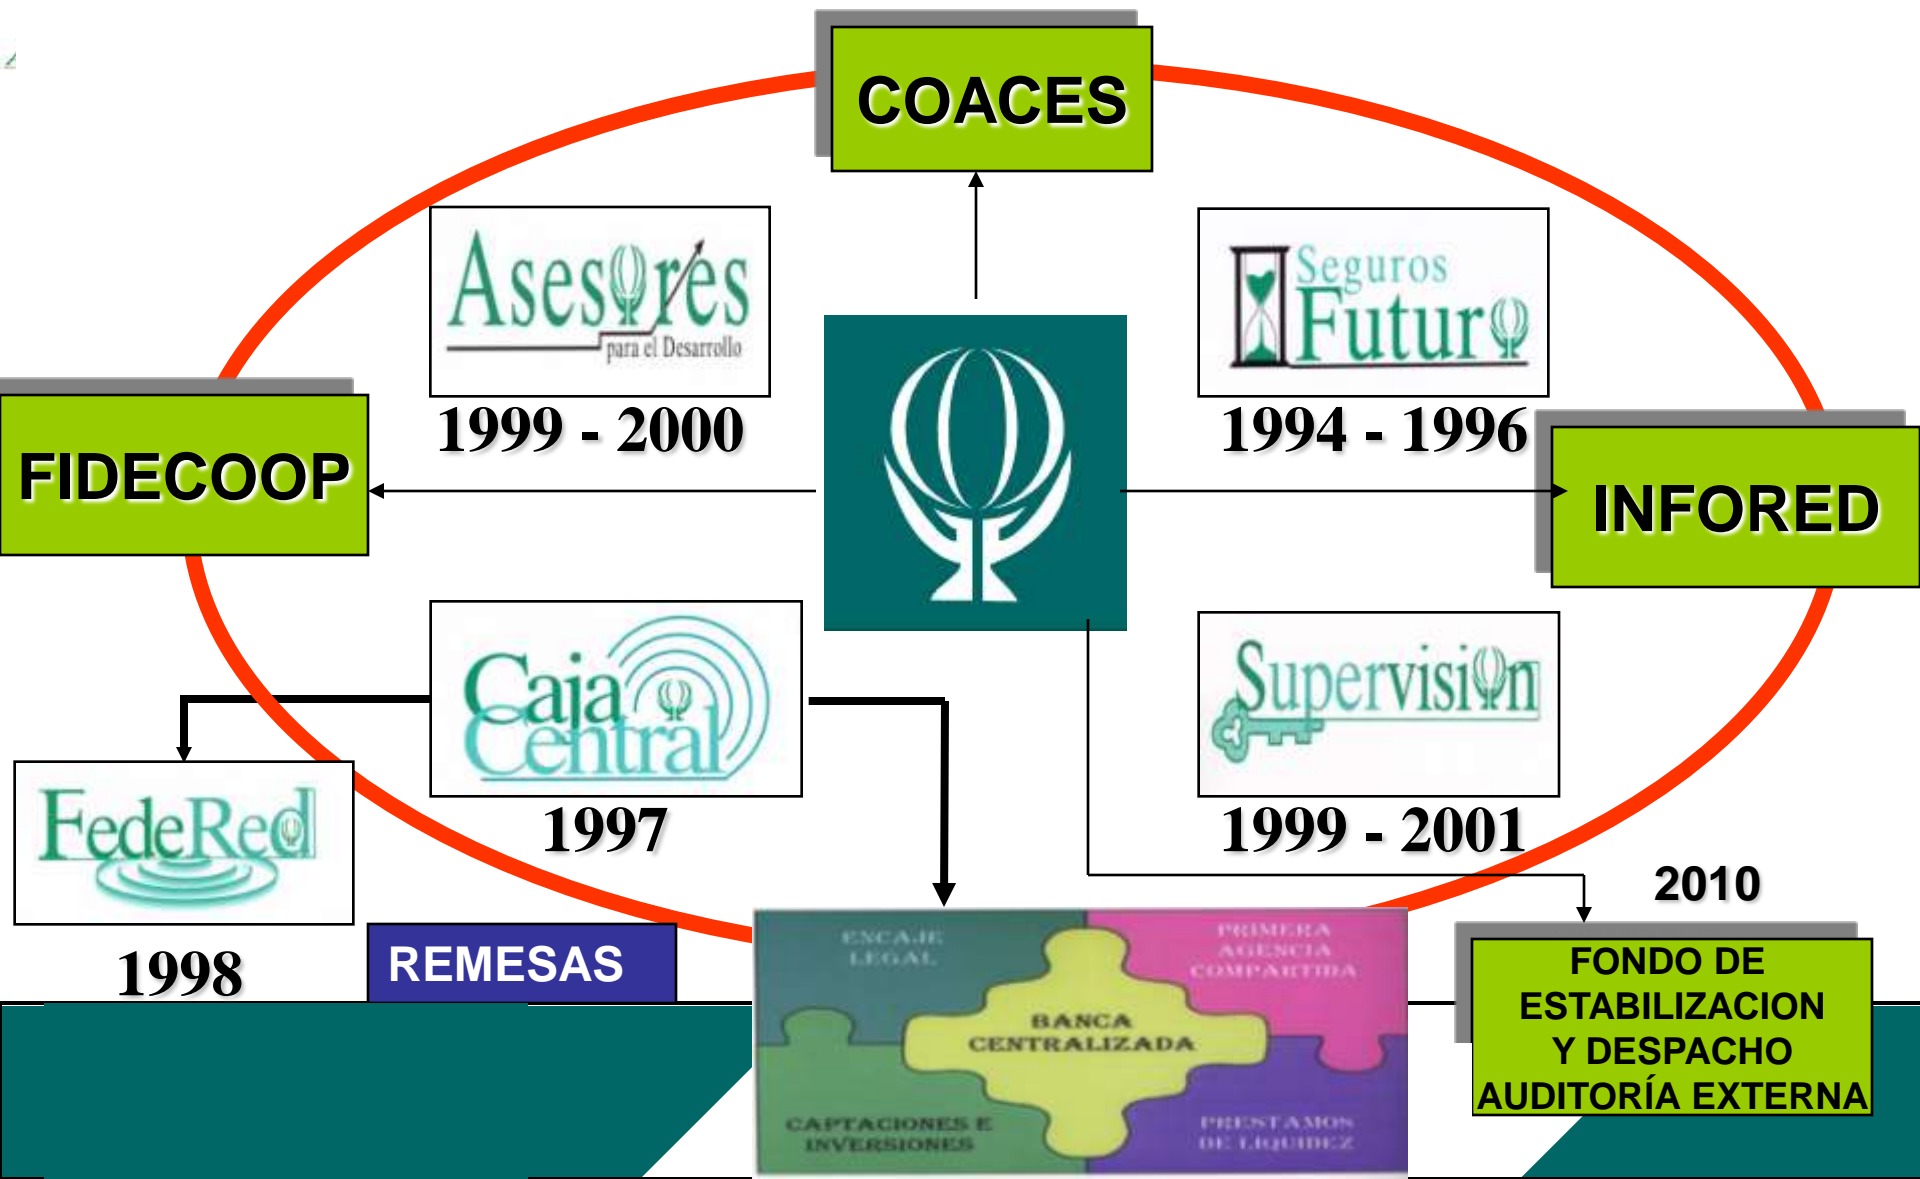 COACES
Asesores
para el Desarrollo
1999 - 2000
Seguros
Futuro
1994 - 1996
FIDECOOP
INFORED
Caja
Central
1997
Supervisión
1999 - 2001
FedeRed
1998
REMESAS
ENCAJE
LEGAL
PRIMERA
AGENCIA
COMPARTIDA
BANCA
CENTRALIZADA
CAPTACIONES E
INVERSIONES
PRESTAMOS
DE LIQUIDEZ
2010
FONDO DE
ESTABILIZACION
Y DESPACHO
AUDITORÍA EXTERNA